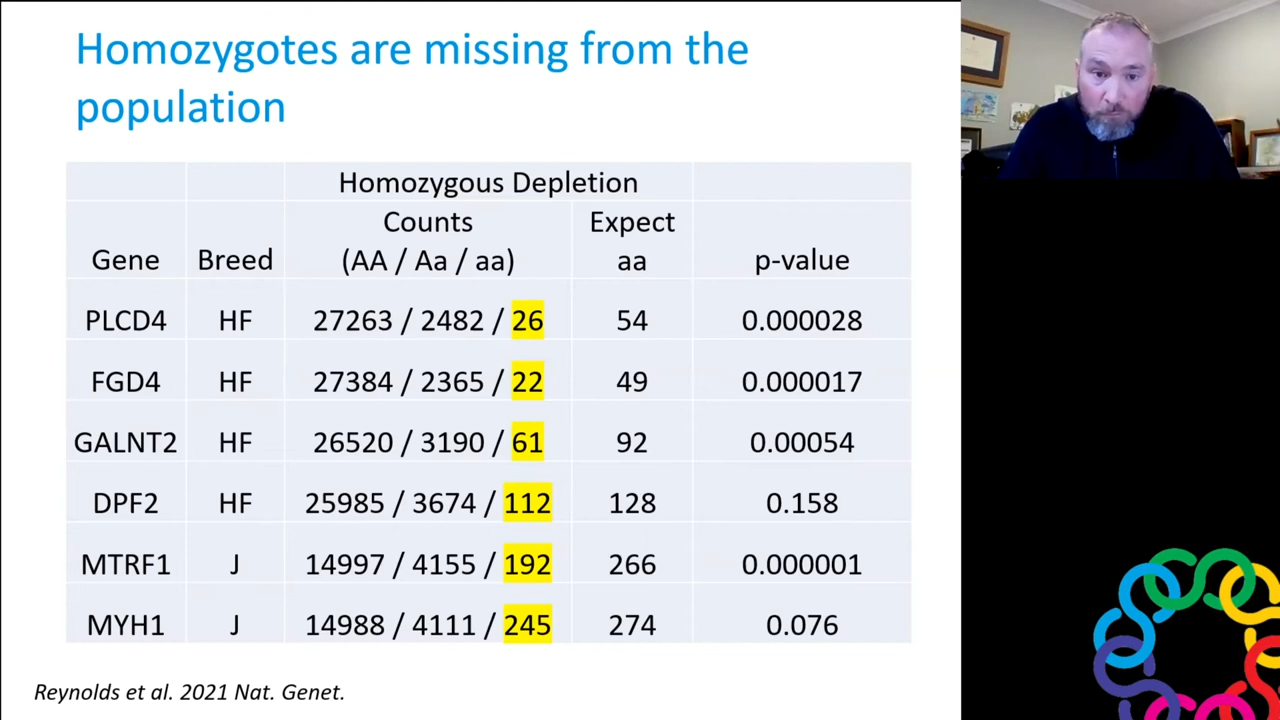 Homozygotes are missing from the
population
Homozygous Depletion
Counts Expect
Gene Breed (AA / Aa / aa) aa p-value
PLCD4 HF 27263 / 2482 / 26 54 0.000028
FGD4 HF 27384 / 2365 / 22 49 0.000017
GALNT2 HF 26520 / 3190 / 61 92 0.00054
DPF2 HF 25985 / 3674 / 112 128 0.158
MTRF1 J 14997 / 4155 / 192 266 0.000001
MYH1 J 14988 / 4111 / 245 274 0.076
Reynolds et al. 2021 Nat. Genet.